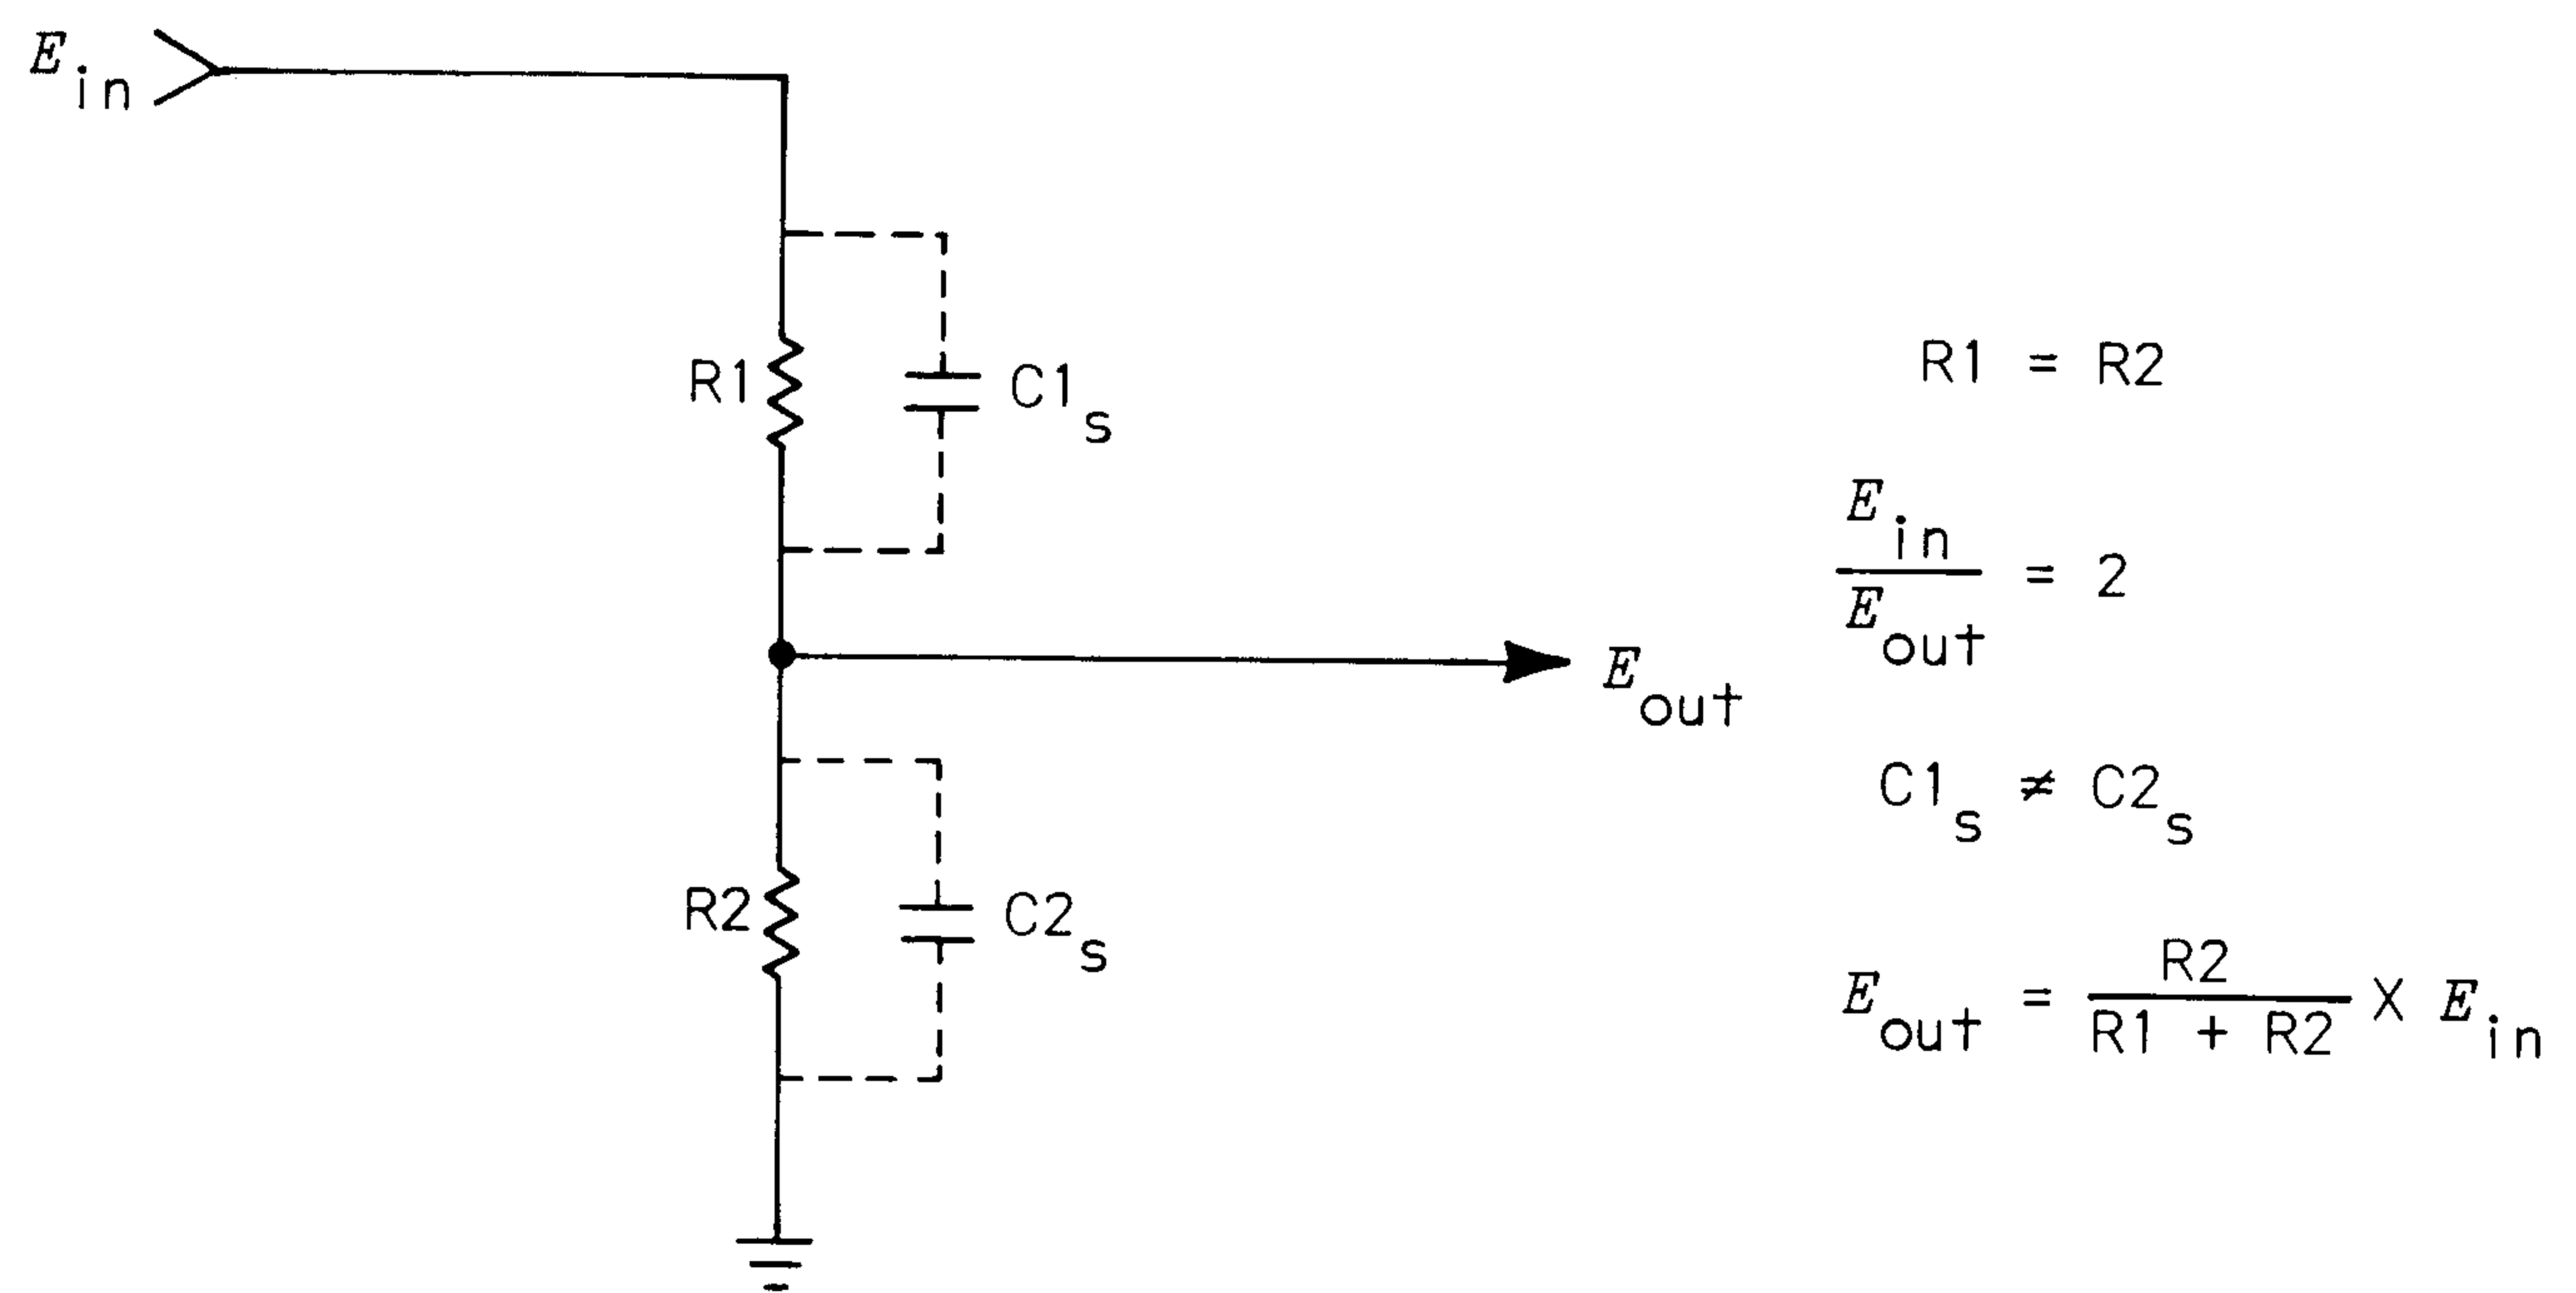 E in
R1
C1 s
R1 = R2
E in / E out = 2
E out
C1 s ≠ C2 s
R2
C2 s
E out = R2 / R1 + R2 X E in